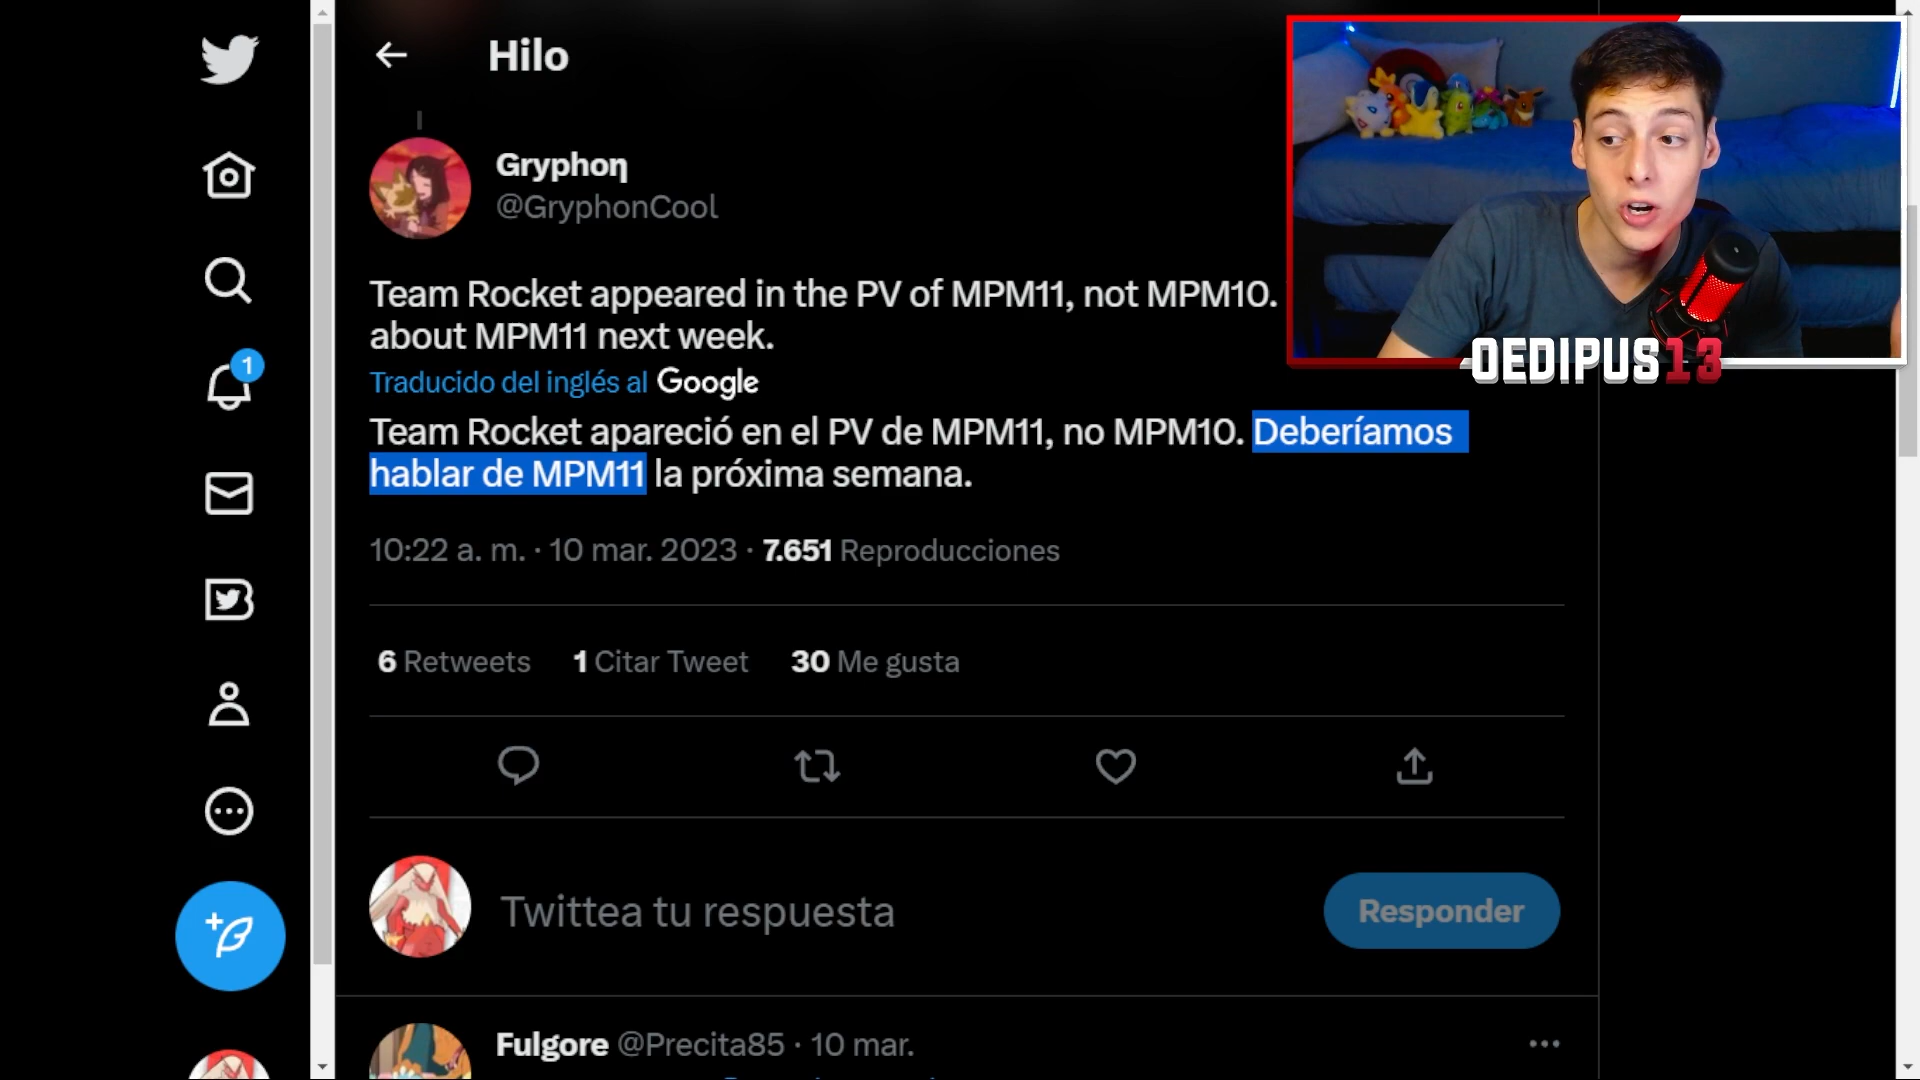 Hilo
Gryphoη
@GryphonCool
Team Rocket appeared in the PV of MPM11, not MPM10.
about MPM11 next week.
Traducido del inglés al Google
Team Rocket apareció en el PV de MPM11, no MPM10. Deberíamos
hablar de MPM11 la próxima semana.
10:22 a. m. · 10 mar. 2023 · 7.651 Reproducciones
6 Retweets 1 Citar Tweet 30 Me gusta
Twittea tu respuesta
Responder
Fulgore @Precita85 · 10 mar.
1
OEDIPUS13